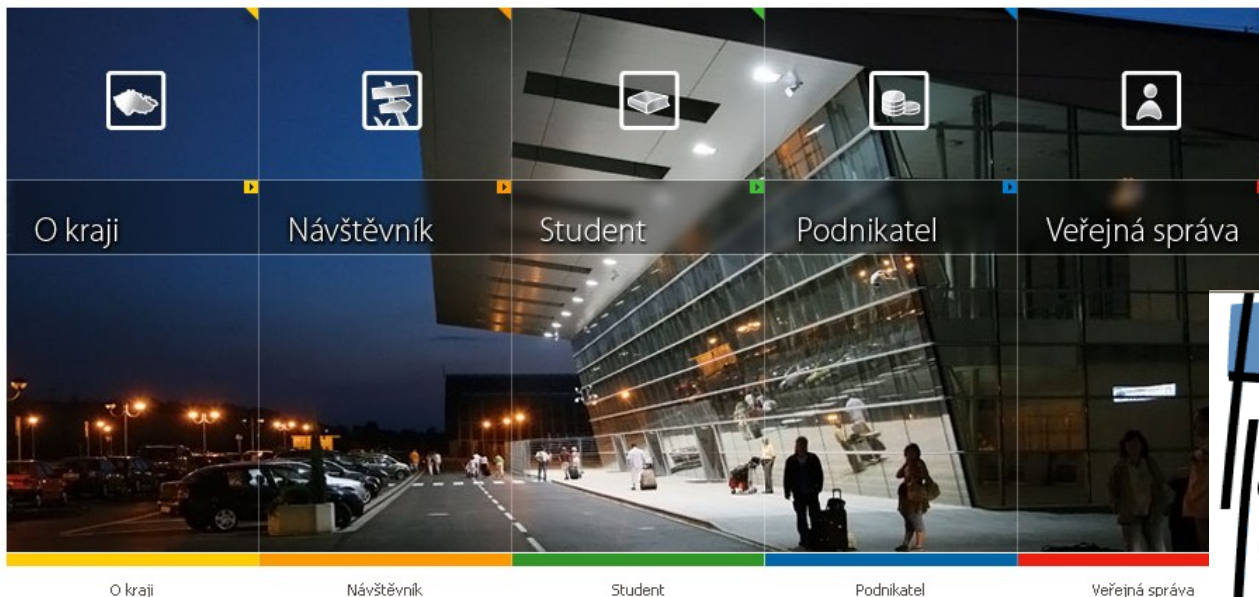 O kraji
Návštěvník
Student
Podnikatel
Veřejná správa
O kraji
Návštěvník
Student
Podnikatel
Veřejná správa